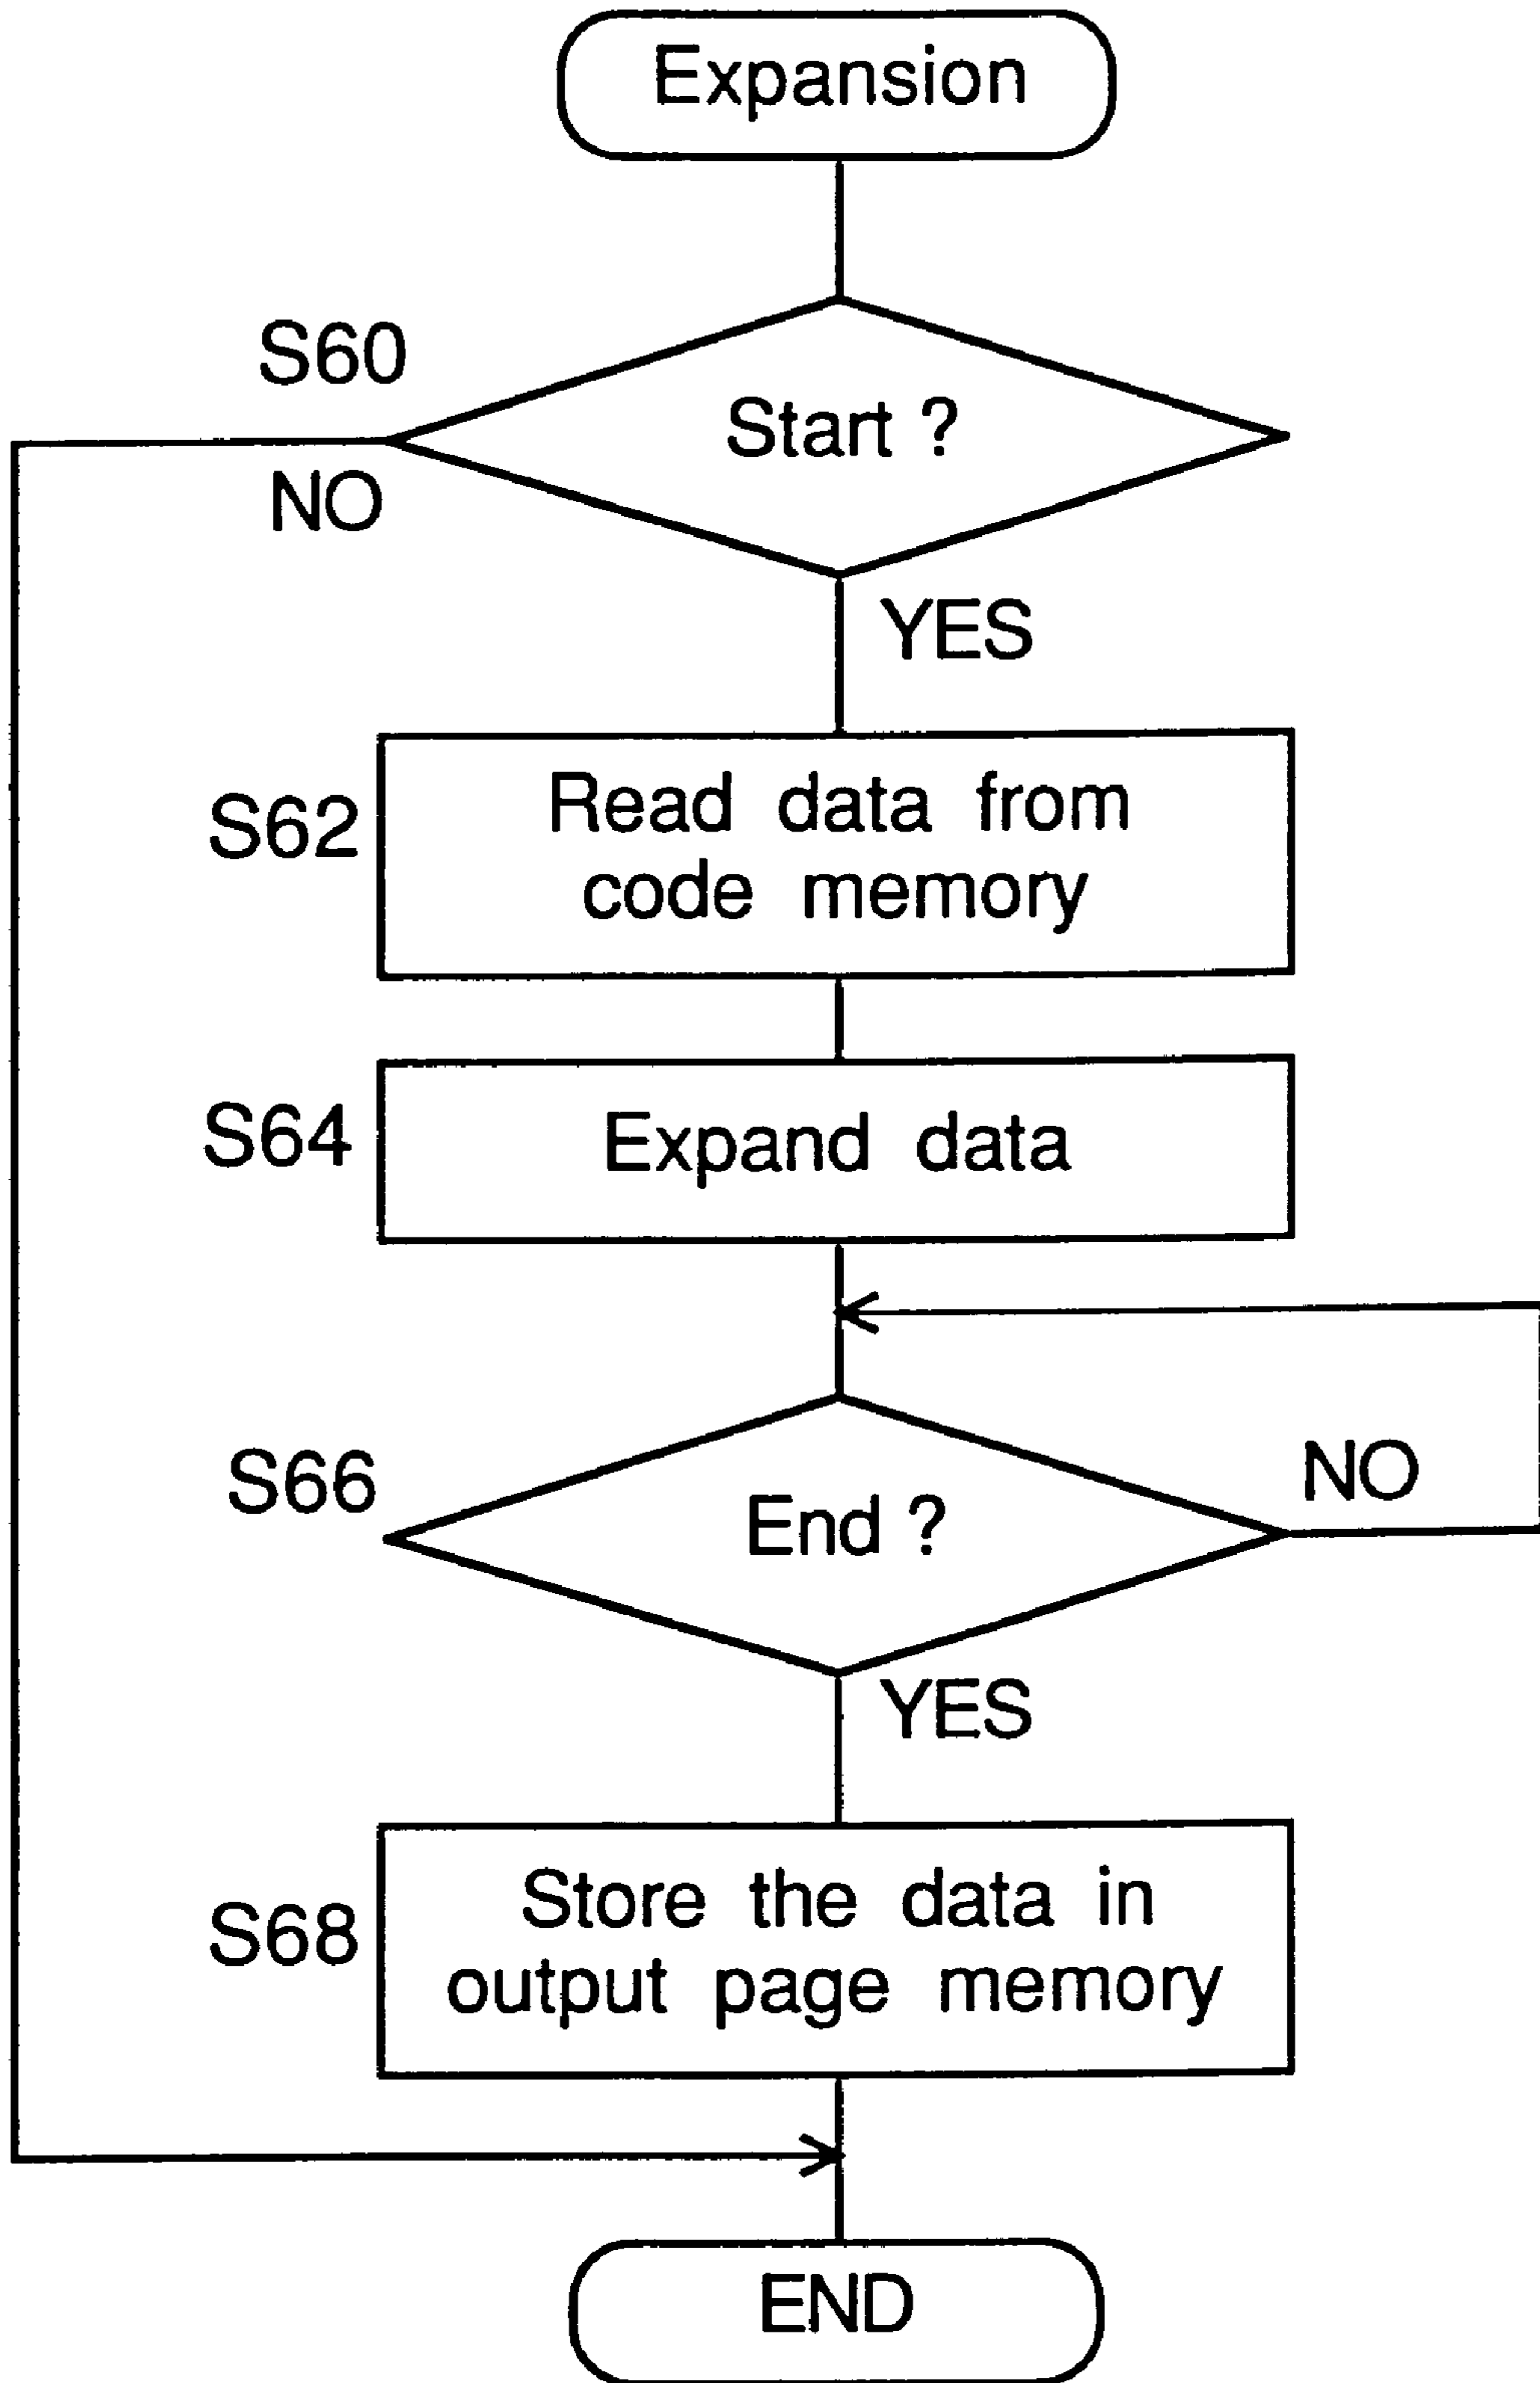 Expansion
S60
Start ?
NO
YES
S62
Read data from
code memory
S64
Expand data
S66
End ?
NO
YES
S68
Store the data in
output page memory
END